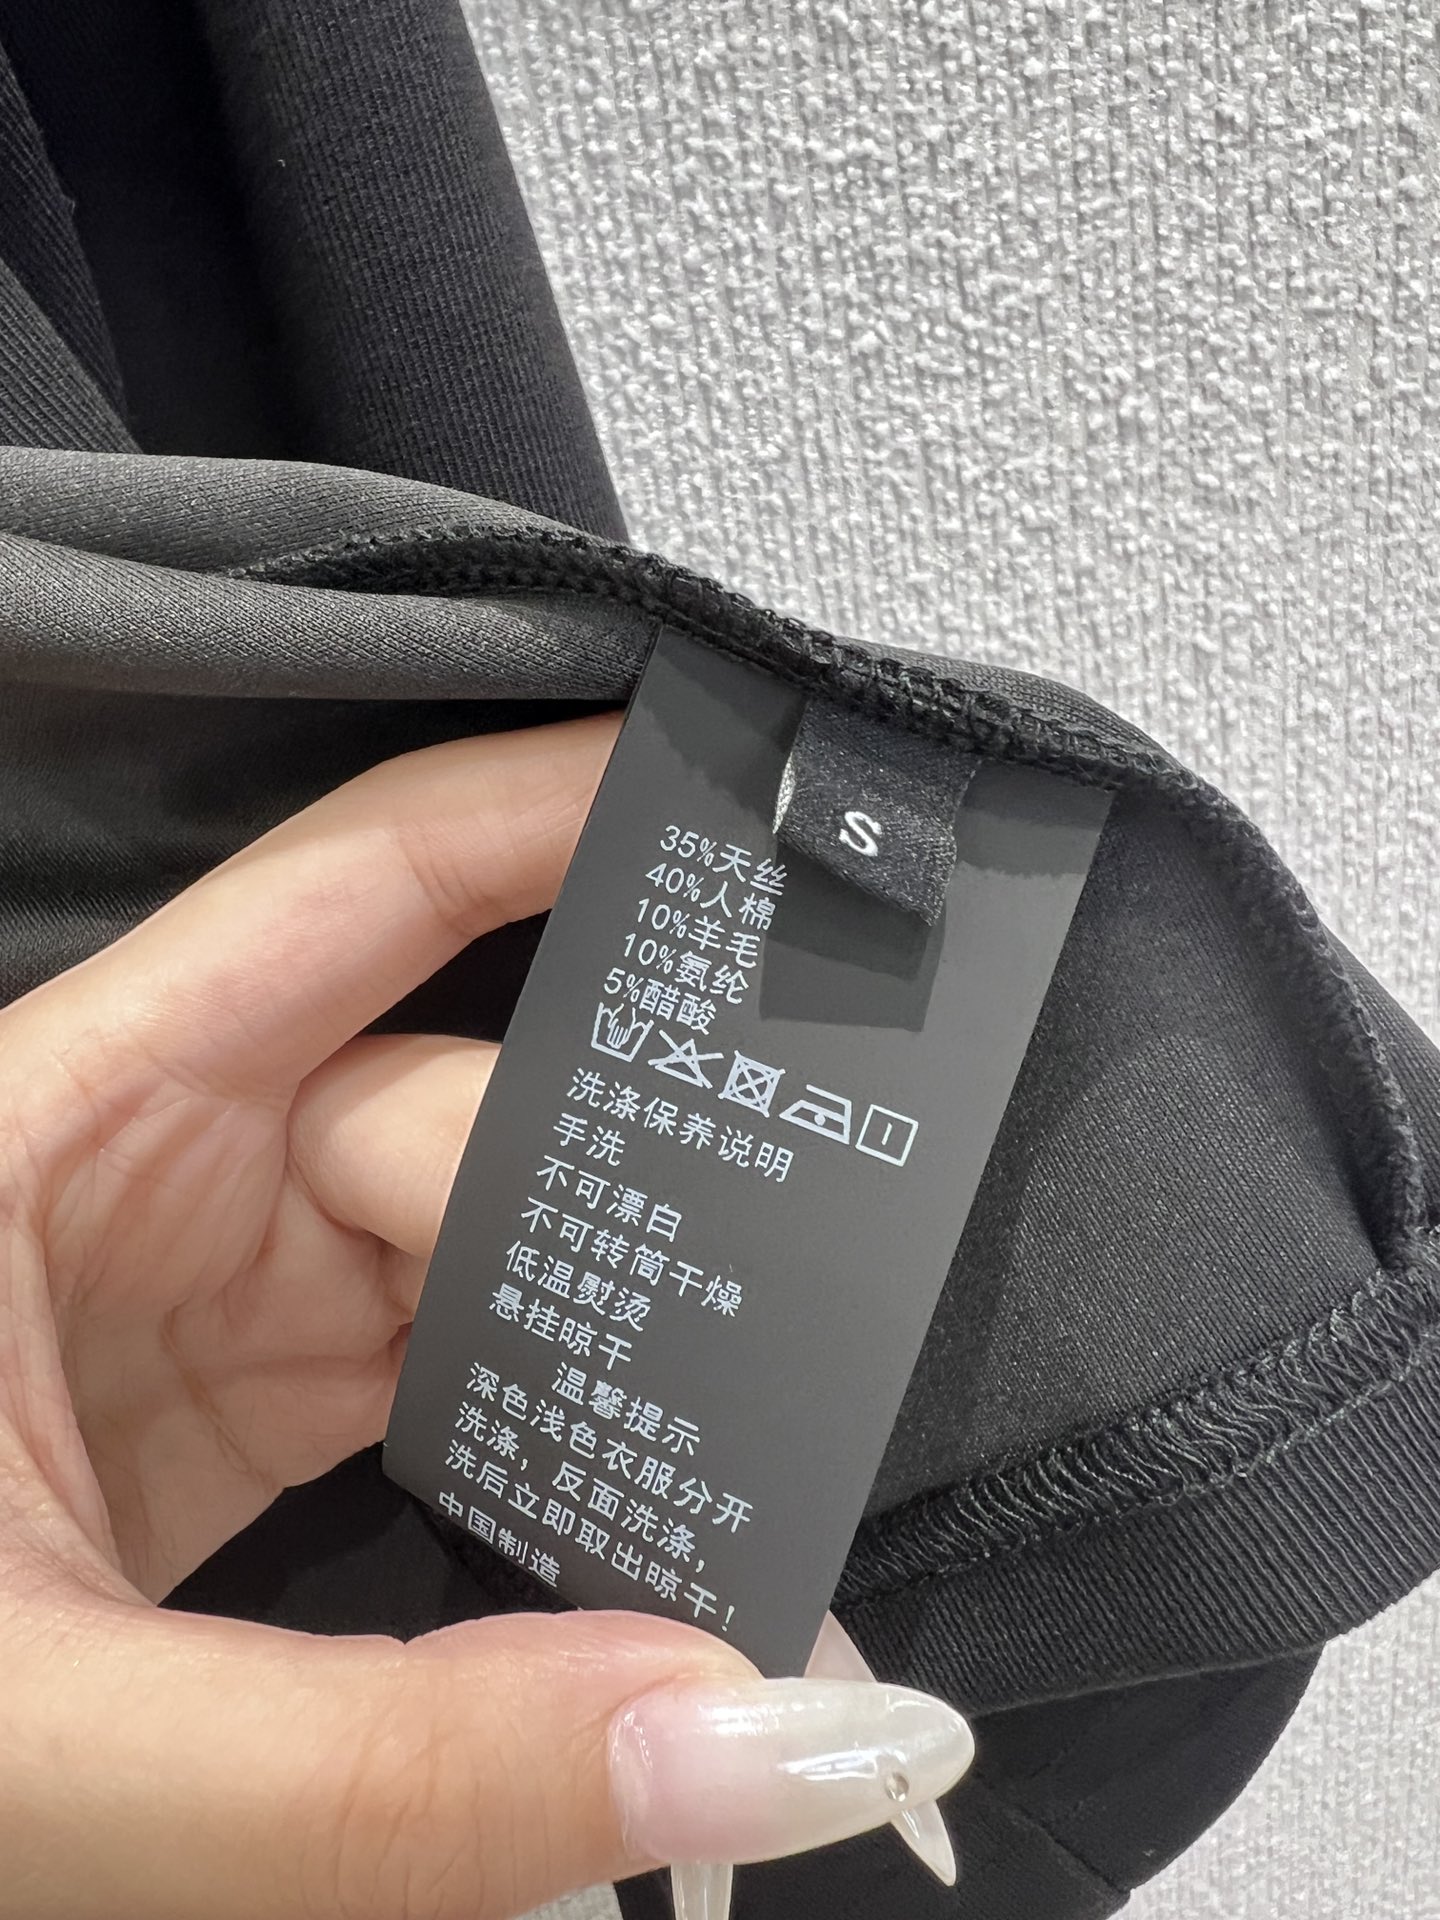 S
35%天丝
40%人棉
10%羊毛
10%氨纶
5%醋酸
洗涤保养说明
手洗
不可漂白
不可转筒干燥
低温熨烫
悬挂晾干
温馨提示
深色浅色衣服分开
洗涤，反面洗涤，
洗后立即取出晾干！
中国制造